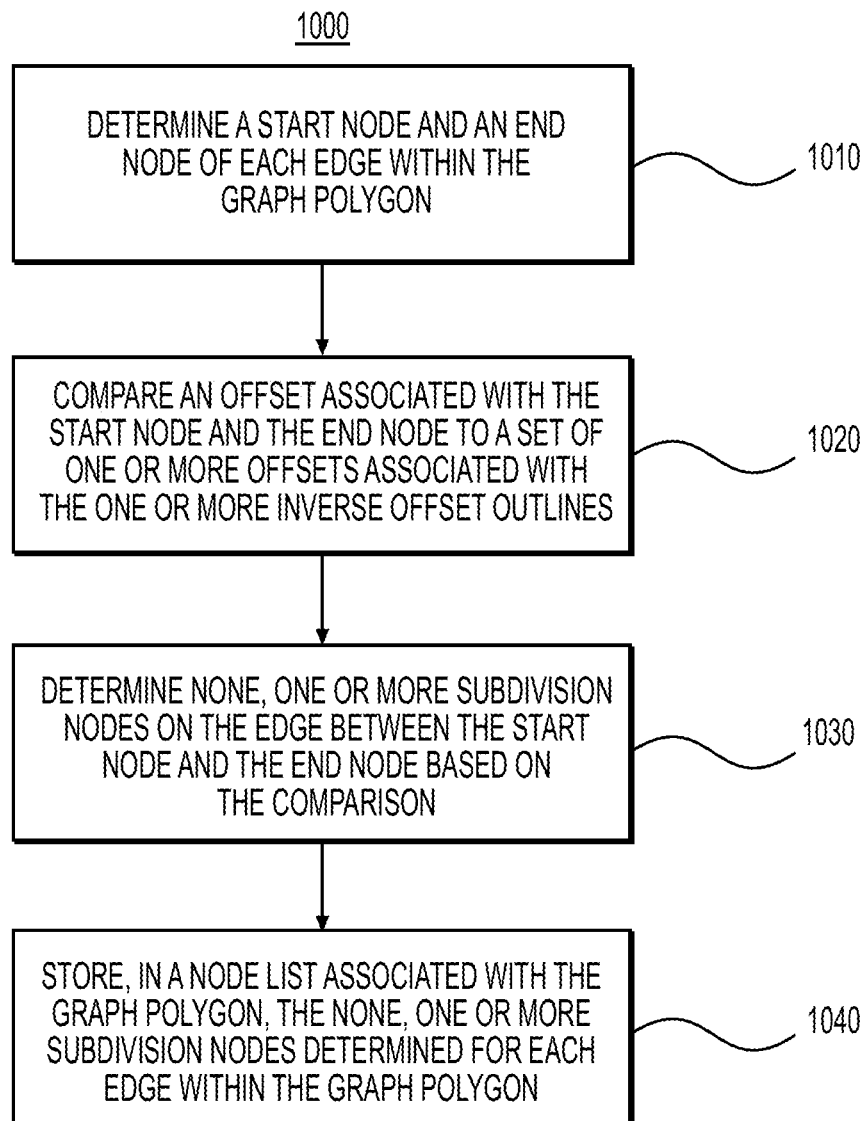 1000
DETERMINE A START NODE AND AN END
NODE OF EACH EDGE WITHIN THE
GRAPH POLYGON
1010
COMPARE AN OFFSET ASSOCIATED WITH THE
START NODE AND THE END NODE TO A SET OF
ONE OR MORE OFFSETS ASSOCIATED WITH
THE ONE OR MORE INVERSE OFFSET OUTLINES
1020
DETERMINE NONE, ONE OR MORE SUBDIVISION
NODES ON THE EDGE BETWEEN THE START
NODE AND THE END NODE BASED ON
THE COMPARISON
1030
STORE, IN A NODE LIST ASSOCIATED WITH THE
GRAPH POLYGON, THE NONE, ONE OR MORE
SUBDIVISION NODES DETERMINED FOR EACH
EDGE WITHIN THE GRAPH POLYGON
1040